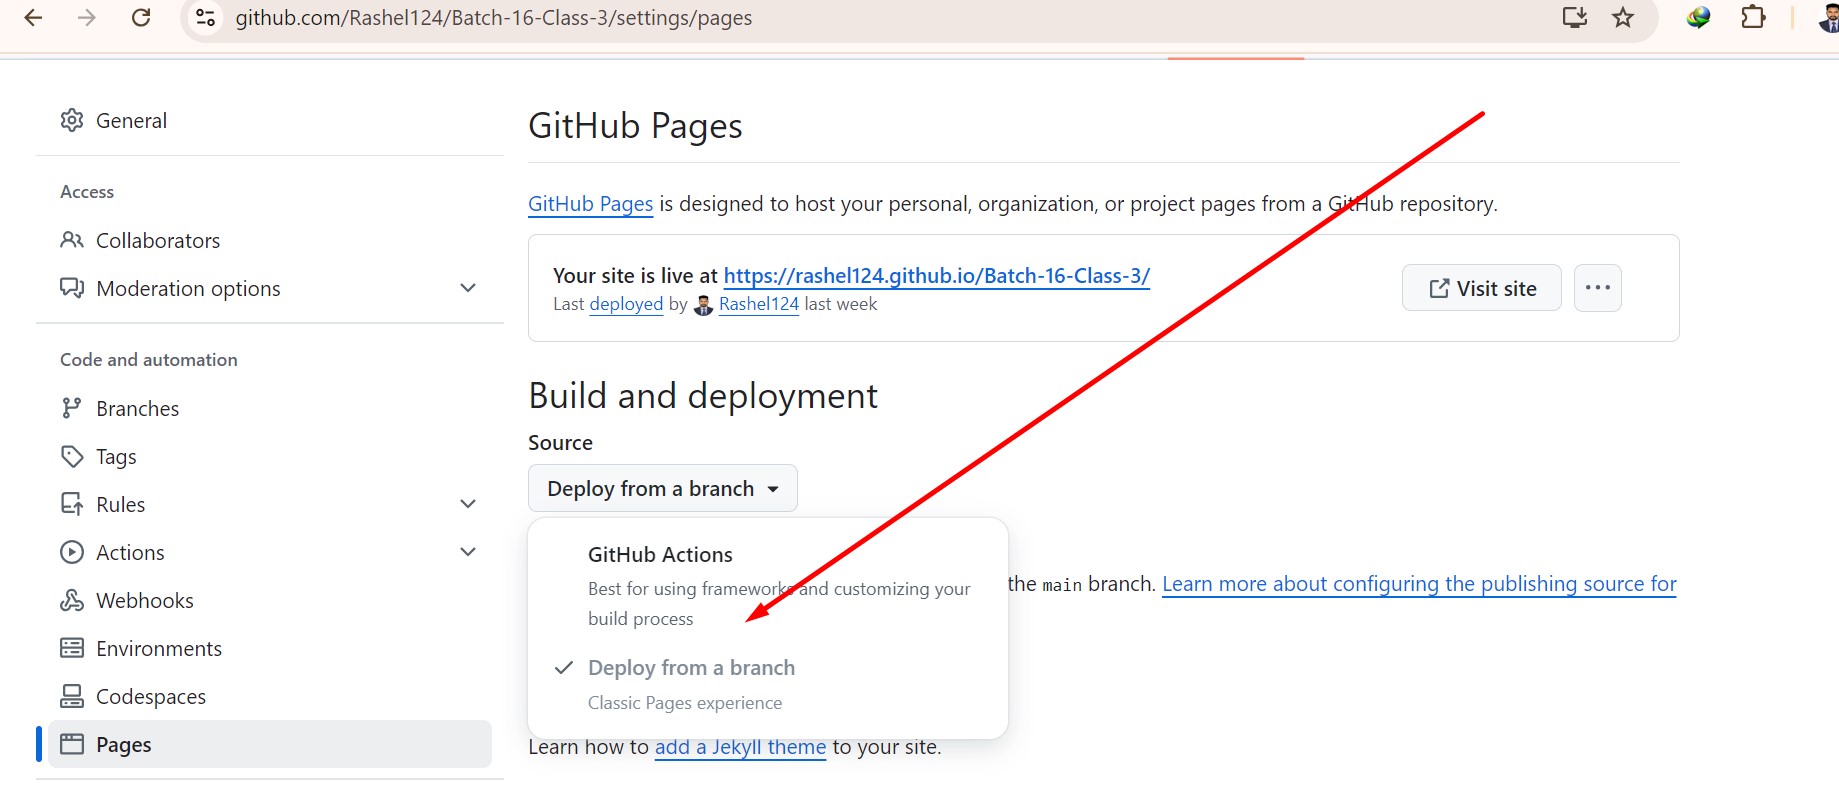 github.com/Rashel124/Batch-16-Class-3/settings/pages
General
Access
Collaborators
Moderation options
Code and automation
Branches
Tags
Rules
Actions
Webhooks
Environments
Codespaces
Pages
GitHub Pages
GitHub Pages is designed to host your personal, organization, or project pages from a GitHub repository.
Your site is live at https://rashel124.github.io/Batch-16-Class-3/
Last deployed by Rashel124 last week
Visit site
Build and deployment
Source
Deploy from a branch
GitHub Actions
Best for using frameworks and customizing your
build process
the main branch. Learn more about configuring the publishing source for
Deploy from a branch
Classic Pages experience
Learn how to add a Jekyll theme to your site.